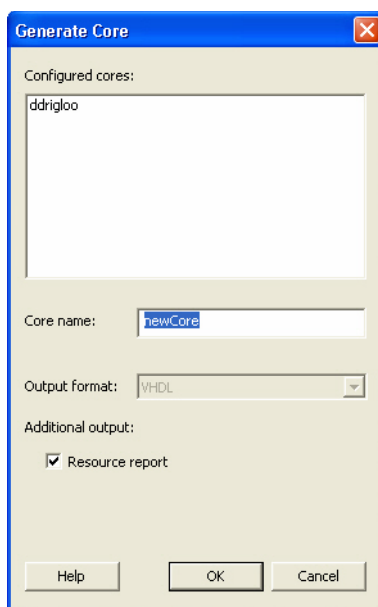 Generate Core
Configured cores:
ddrigloo
Core name: newCore
Output format: VHDL
Additional output:
Resource report
Help OK Cancel